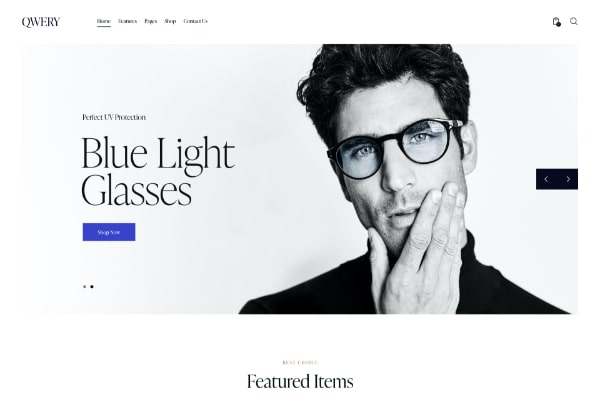 QWERY
Home Features Pages Shop Contact Us
Perfect UV Protection
Blue Light
Glasses
Shop Now
BEST CHOICE
Featured Items